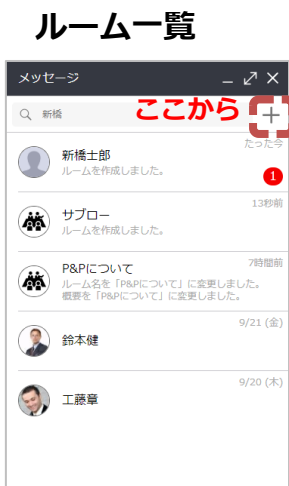 ルーム一覧
メッセージ
新橋
ここから
たった今
新橋士郎
ルームを作成しました。
1
13秒前
サブロー
ルームを作成しました。
7時間前
P&Pについて
ルーム名を「P&Pについて」に変更しました。
概要を「P&Pについて」に変更しました。
9/21 (金)
鈴本健
9/20 (木)
工藤章